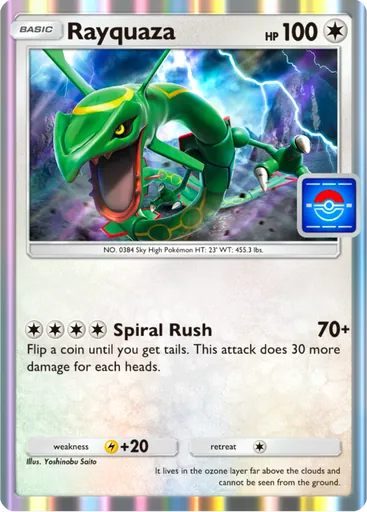 BASIC Rayquaza HP 100
NO. 0384 Sky High Pokémon HT: 23' WT: 455.3 lbs.
Spiral Rush 70+
Flip a coin until you get tails. This attack does 30 more
damage for each heads.
weakness +20 retreat
Illus. Yoshinobu Saito
It lives in the ozone layer far above the clouds and
cannot be seen from the ground.